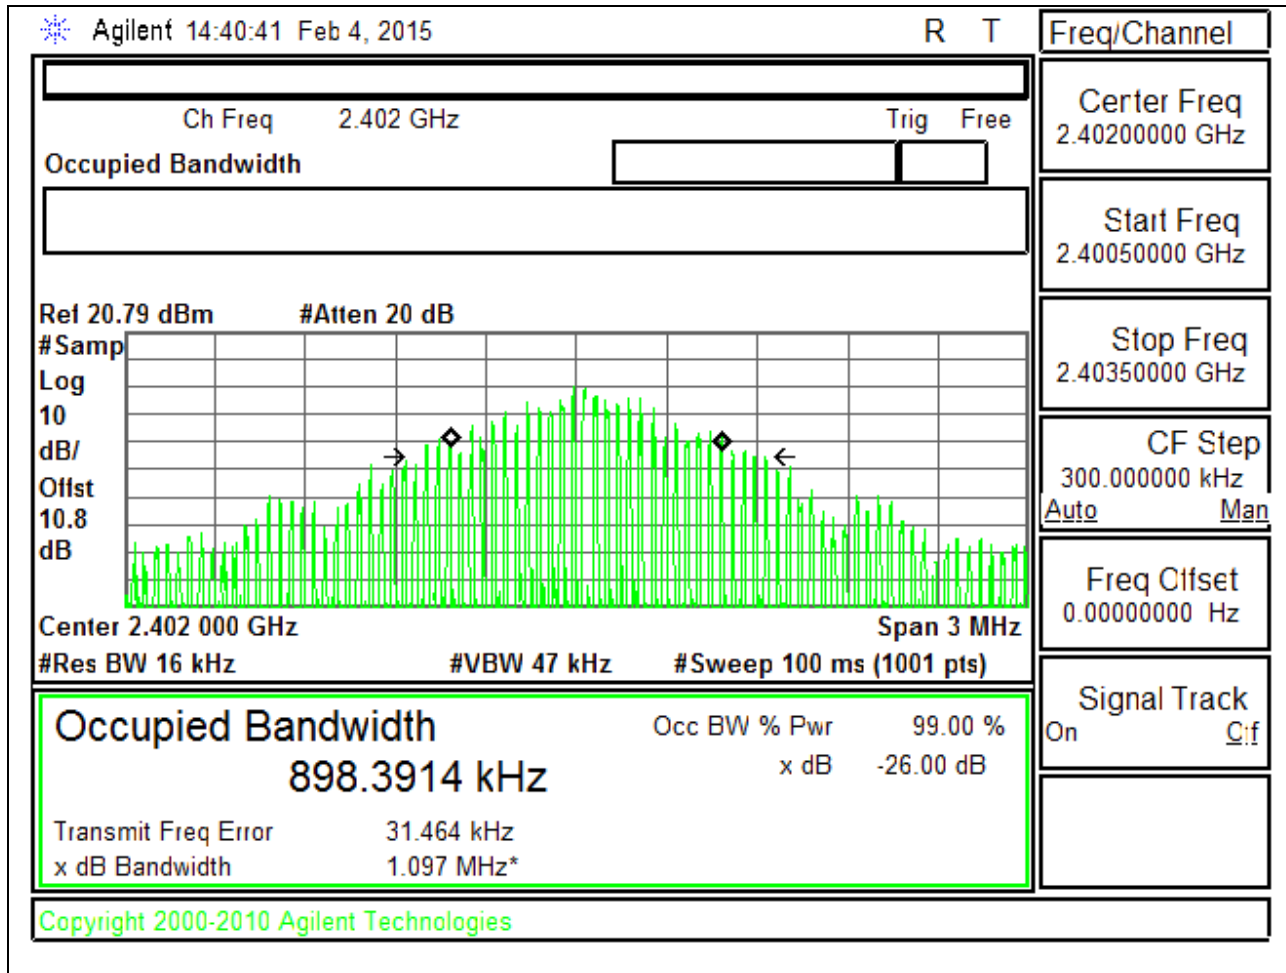 Agilent 14:40:41 Feb 4, 2015 R T
Freq/Channel
Ch Freq 2.402 GHz Trig Free
Occupied Bandwidth
Center Freq
2.40200000 GHz
Start Freq
2.40050000 GHz
Stop Freq
2.40350000 GHz
CF Step
300.000000 kHz
Auto Man
Freq Offset
0.00000000 Hz
Signal Track
On Off
Ref 20.79 dBm #Atten 20 dB
#Samp
Log
10
dB/
Offst
10.8
dB
Center 2.402 000 GHz Span 3 MHz
#Res BW 16 kHz #VBW 47 kHz #Sweep 100 ms (1001 pts)
Occupied Bandwidth Occ BW % Pwr 99.00 %
898.3914 kHz x dB -26.00 dB
Transmit Freq Error 31.464 kHz
x dB Bandwidth 1.097 MHz*
Copyright 2000-2010 Agilent Technologies